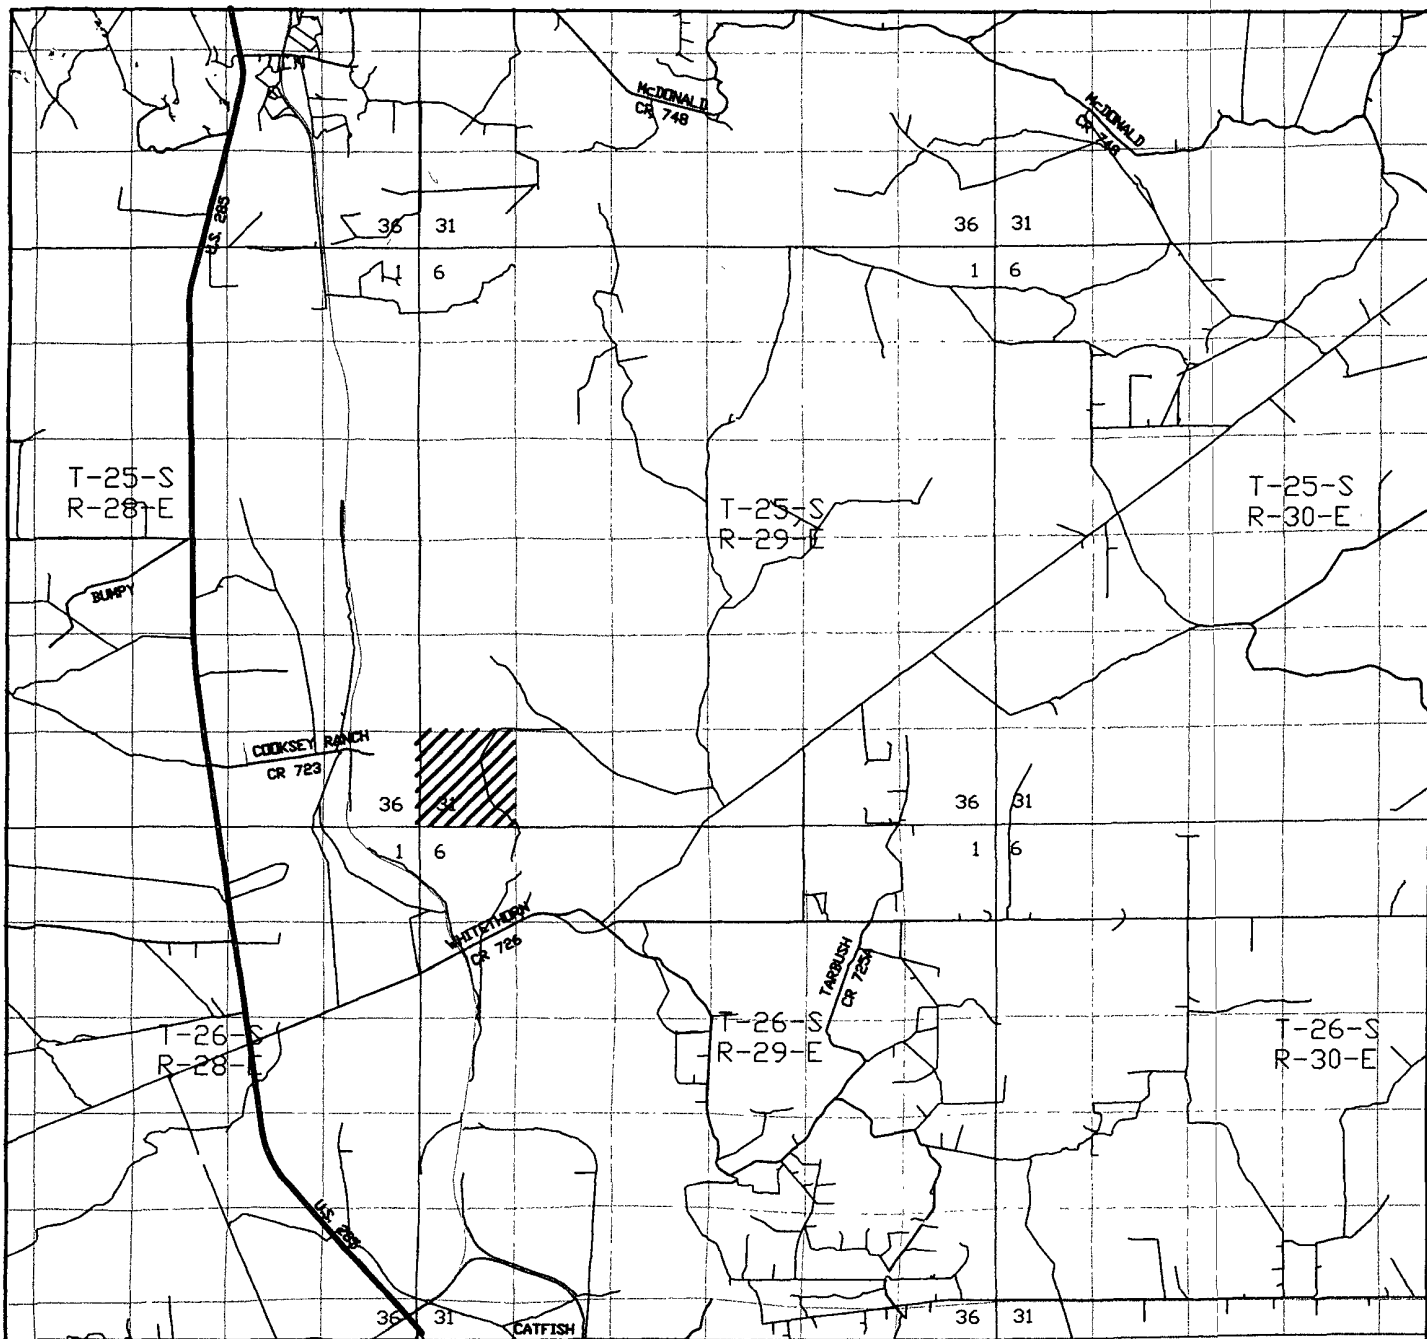 McDONALD
CR 748
McDONALD
CR 748
U.S. 285
36 31
36 31
1 6
1 6
T-25-S
R-28-E
T-25-S
R-29-E
T-25-S
R-30-E
BUMPY
COOKSEY RANCH
CR 723
36 31
36 31
1 6
1 6
WHITETHORN
CR 726
TARBUSH
CR 725A
T-26-S
R-28-E
T-26-S
R-29-E
T-26-S
R-30-E
U.S. 285
36 31
36 31
CATFISH